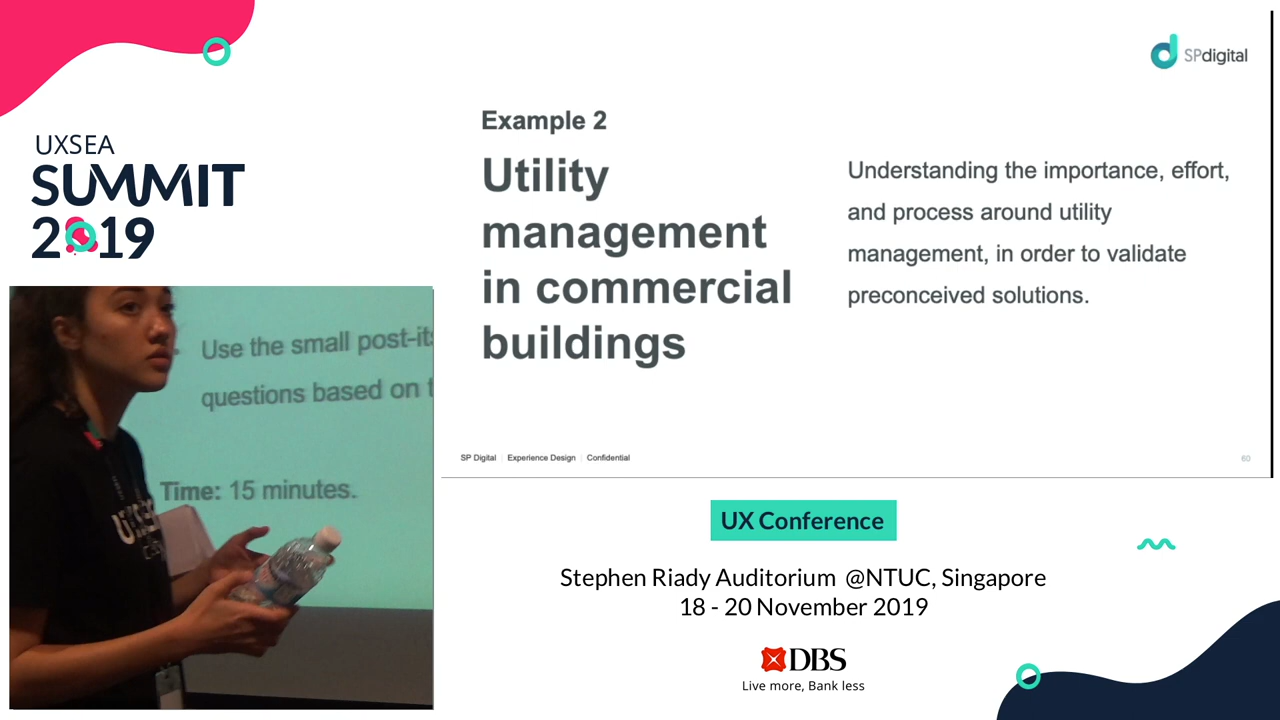 UXSEA
SUMMIT
2019
SPdigital
Example 2
Utility
management
in commercial
buildings
Understanding the importance, effort,
and process around utility
management, in order to validate
preconceived solutions.
SP Digital | Experience Design | Confidential
60
Use the small post-its
questions based on
Time: 15 minutes.
UX Conference
Stephen Riady Auditorium @NTUC, Singapore
18 - 20 November 2019
DBS
Live more, Bank less